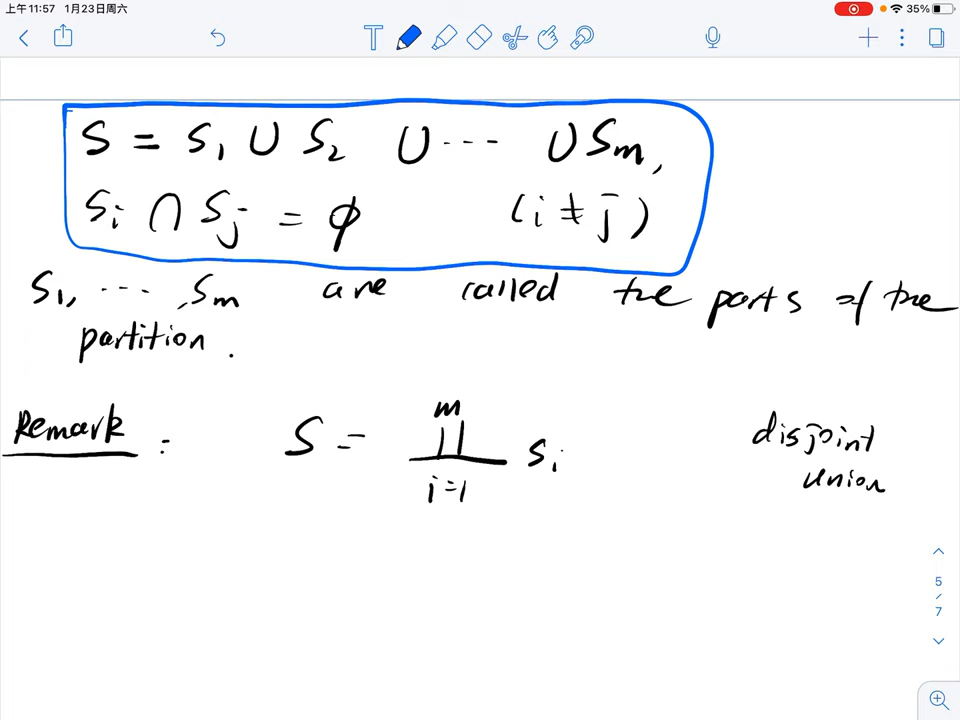 上午11:57 1月23日周六 35%
T
S = S₁ ∪ S₂ ∪ ··· ∪ Sₘ,
Sᵢ ∩ Sⱼ = ϕ (i ≠ j)
S₁, ··· , Sₘ are called the parts of the
partition.
Remark : S = ∐ᵢ₌₁ᵐ Sᵢ disjoint
union
5
/
7